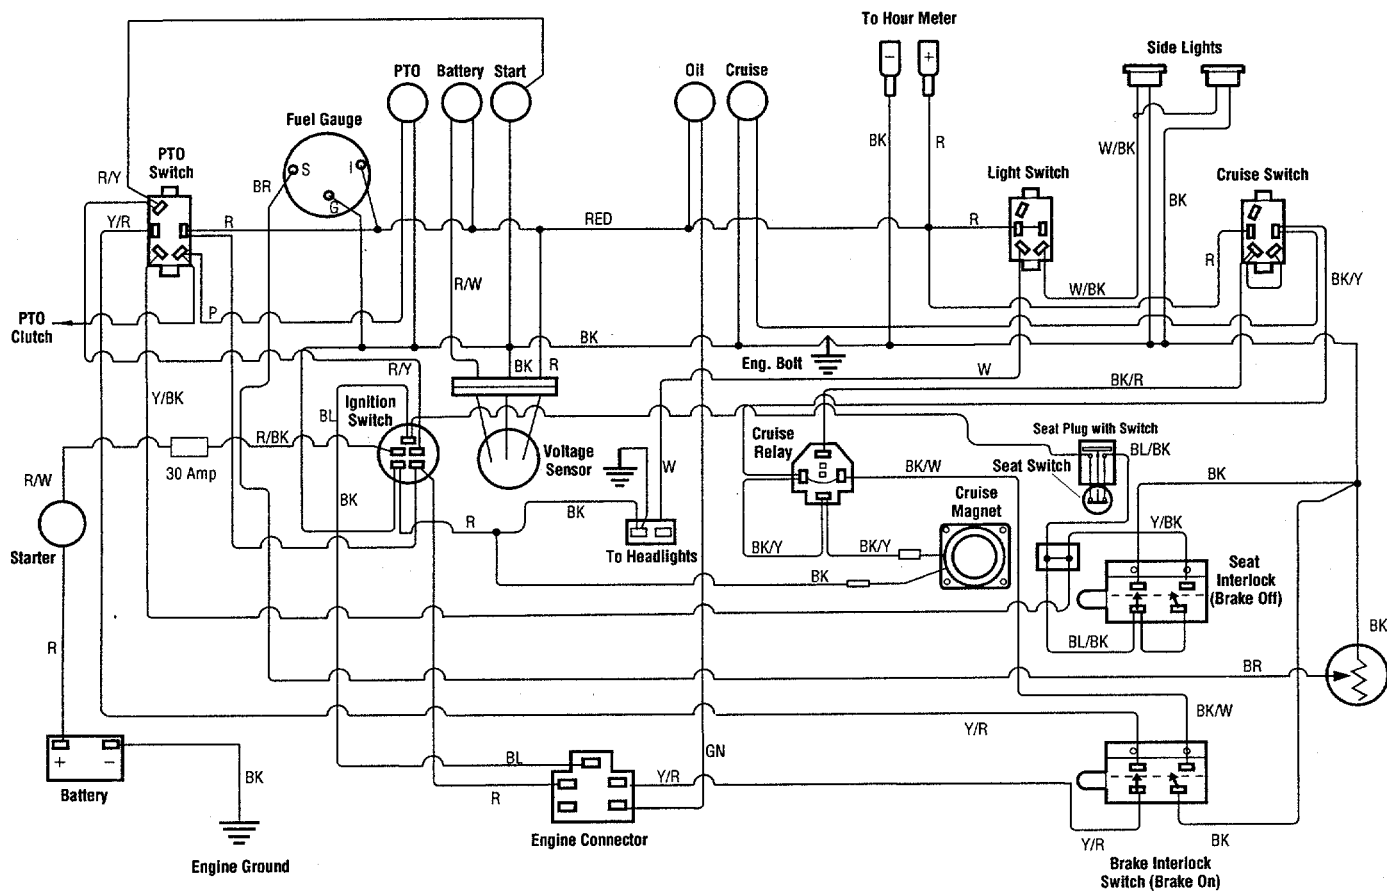 To Hour Meter
Side Lights
PTO
Battery
Start
Oil
Cruise
−
+
Fuel Gauge
BK
R
W/BK
PTO
Switch
S
I
G
Light Switch
Cruise Switch
R/Y
BR
BK
Y/R
R
RED
R
R
BK/Y
R/W
W/BK
PTO
Clutch
P
BK
Eng. Bolt
R/Y
BK
R
W
BK/R
Y/BK
BL
Ignition
Switch
R/BK
30 Amp
Voltage
Sensor
W
Cruise
Relay
Seat Plug with Switch
BL/BK
Seat Switch
BK/W
BK
R/W
BK
R
BK
Cruise
Magnet
Y/BK
Starter
To Headlights
BK/Y
BK/Y
BK
Seat
Interlock
(Brake Off)
BL/BK
BK
R
BR
BK/W
Y/R
+
−
Battery
BK
BL
R
GN
Y/R
Engine Connector
Engine Ground
Y/R
BK
Brake Interlock
Switch (Brake On)